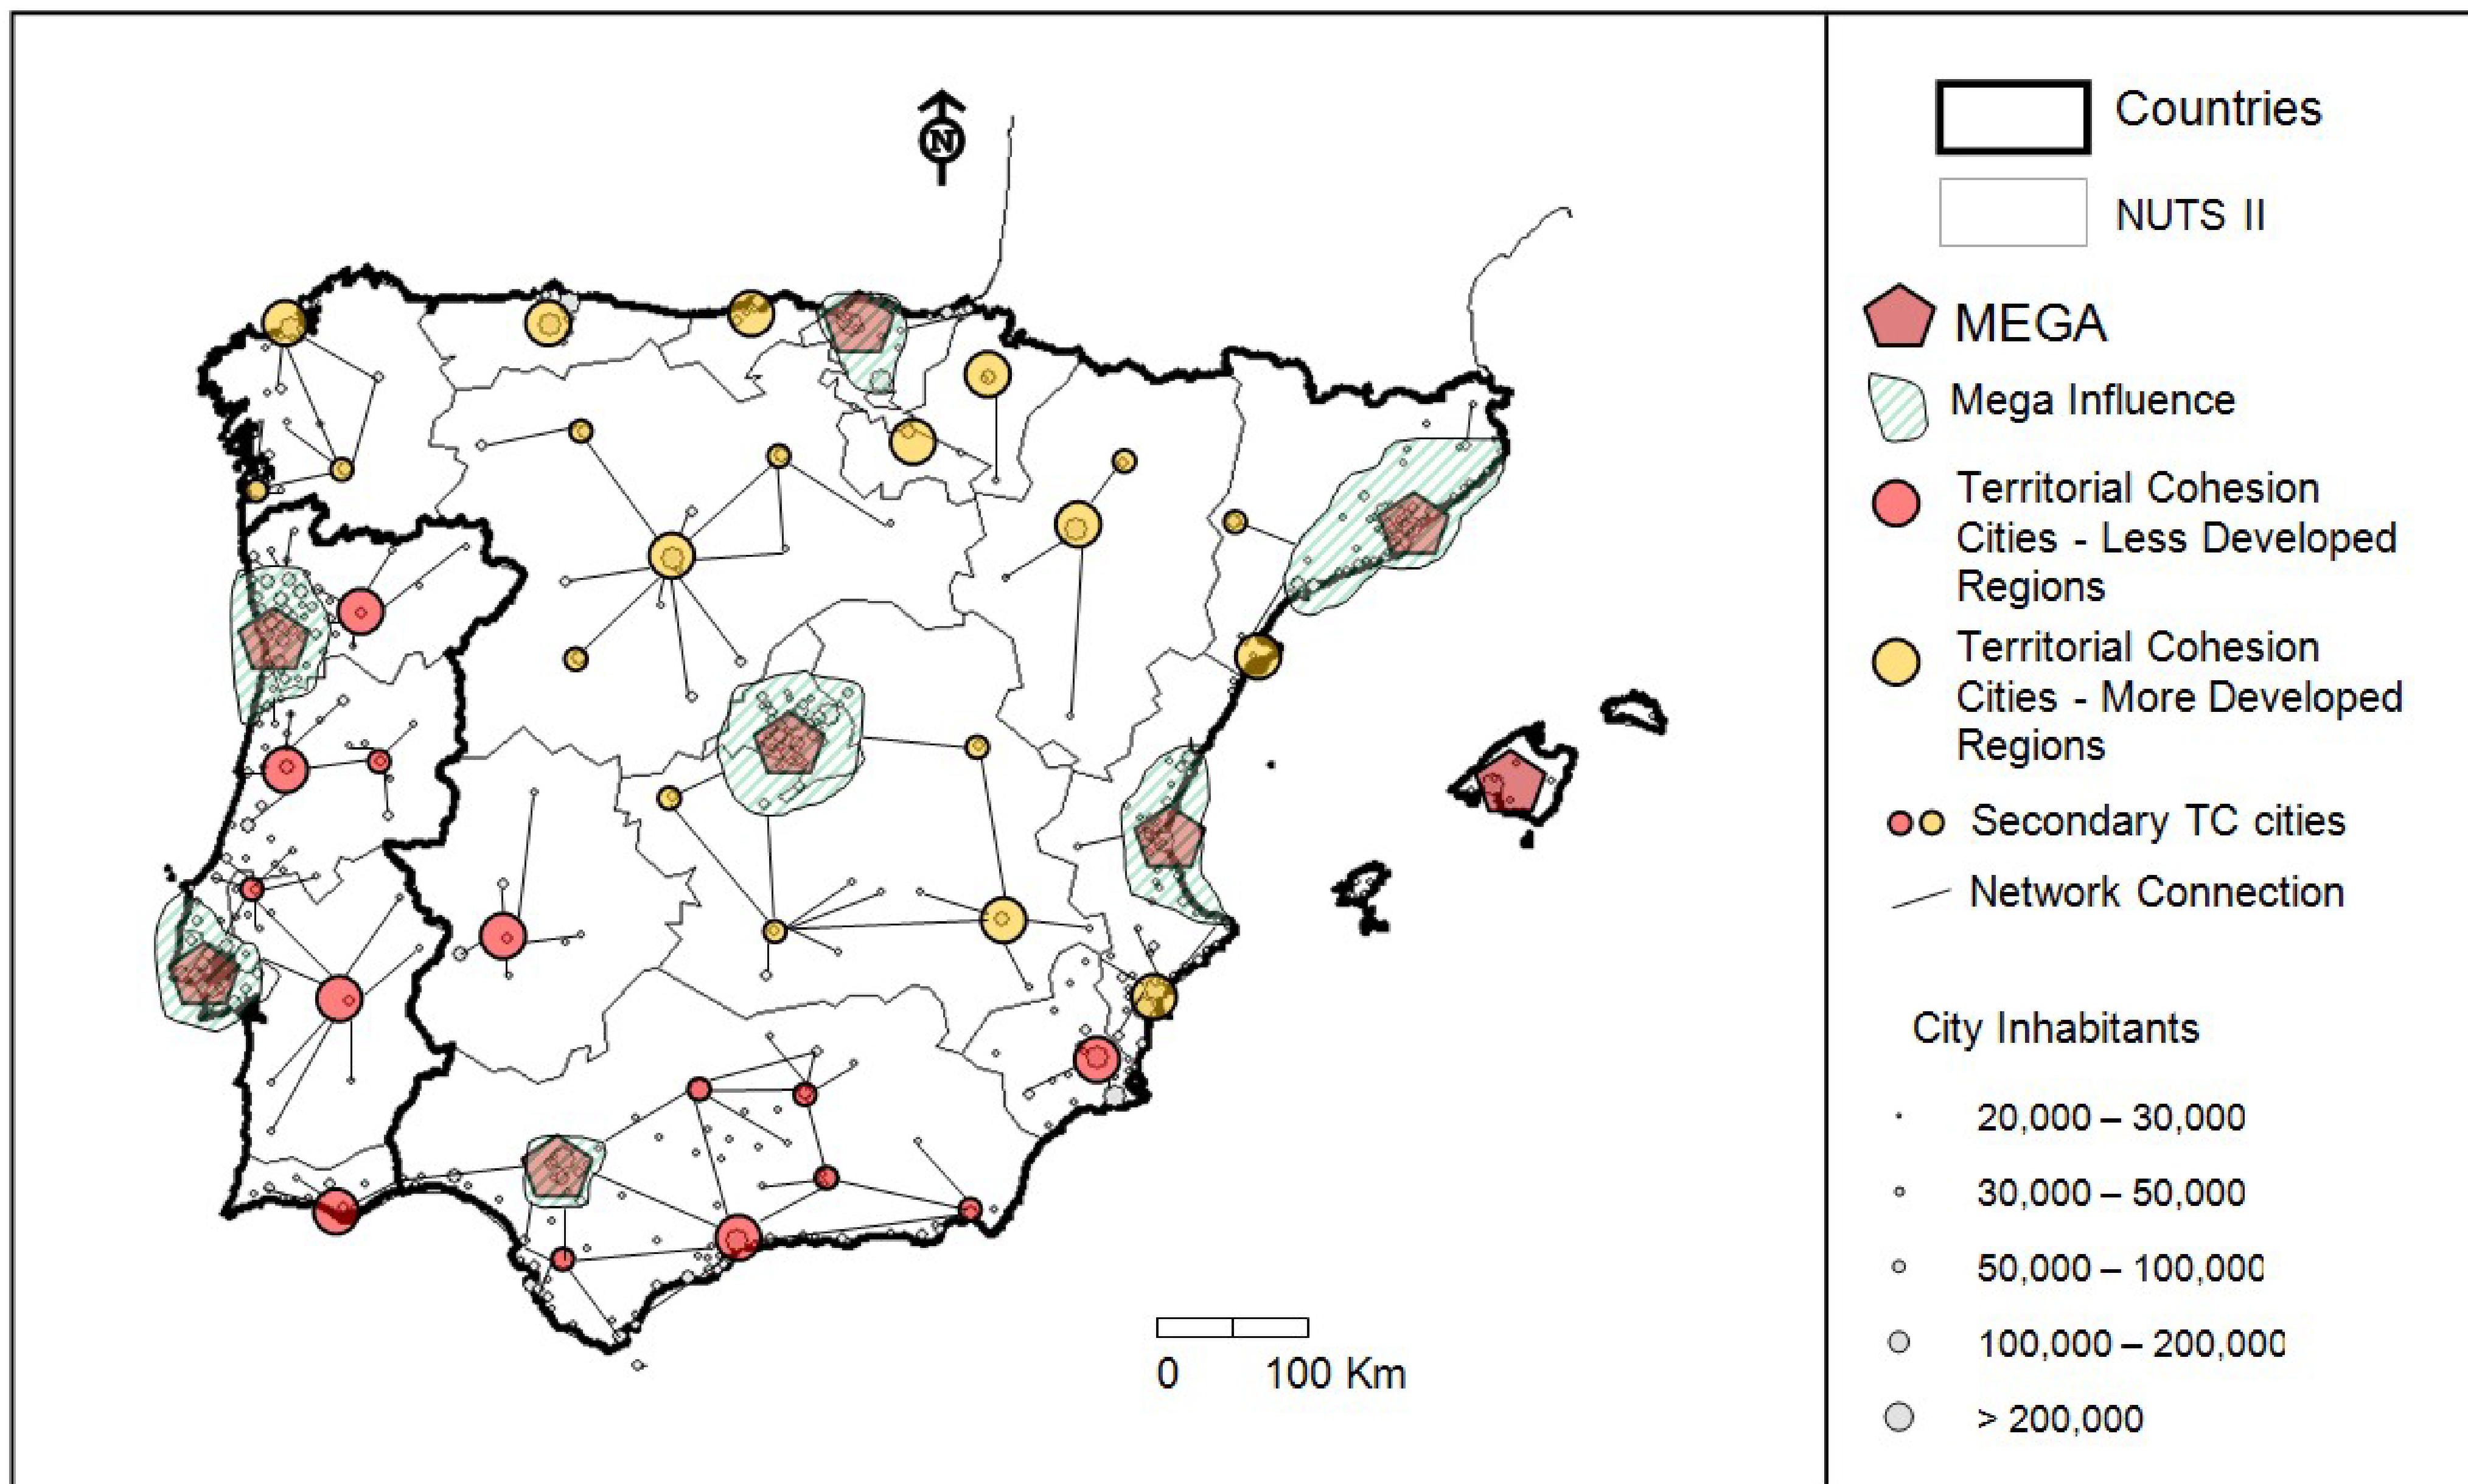 N
Countries
NUTS II
MEGA
Mega Influence
Territorial Cohesion
Cities - Less Developed
Regions
Territorial Cohesion
Cities - More Developed
Regions
Secondary TC cities
Network Connection
City Inhabitants
20,000 – 30,000
30,000 – 50,000
50,000 – 100,000
100,000 – 200,000
> 200,000
0 100 Km